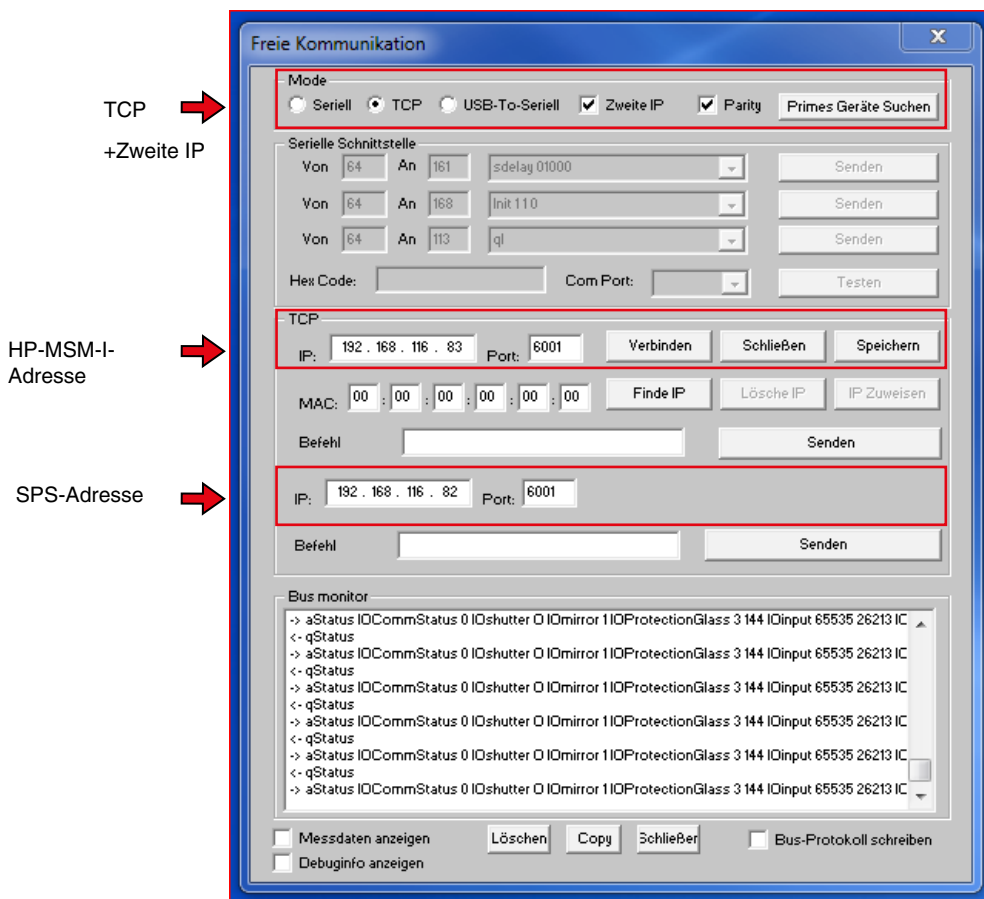 Freie Kommunikation
x
TCP
+Zweite IP
Mode
Seriell TCP USB-To-Seriell Zweite IP Parity Primes Geräte Suchen
Serielle Schnittstelle
Von 64 An 161 sdelay 01000 Senden
Von 64 An 168 Init 1 1 0 Senden
Von 64 An 113 ql Senden
Hex Code: Com Port: Testen
HP-MSM-I-
Adresse
TCP
IP: 192 . 168 . 116 . 83 Port: 6001 Verbinden Schließen Speichern
MAC: 00 : 00 : 00 : 00 : 00 : 00 Finde IP Lösche IP IP Zuweisen
Befehl Senden
SPS-Adresse
IP: 192 . 168 . 116 . 82 Port: 6001
Befehl Senden
Bus monitor
-> aStatus IOCommStatus 0 IOshutter O IOmirror 1 IOProtectionGlass 3 144 IOinput 65535 26213 IC
<- qStatus
-> aStatus IOCommStatus 0 IOshutter O IOmirror 1 IOProtectionGlass 3 144 IOinput 65535 26213 IC
<- qStatus
-> aStatus IOCommStatus 0 IOshutter O IOmirror 1 IOProtectionGlass 3 144 IOinput 65535 26213 IC
<- qStatus
-> aStatus IOCommStatus 0 IOshutter O IOmirror 1 IOProtectionGlass 3 144 IOinput 65535 26213 IC
<- qStatus
-> aStatus IOCommStatus 0 IOshutter O IOmirror 1 IOProtectionGlass 3 144 IOinput 65535 26213 IC
<- qStatus
-> aStatus IOCommStatus 0 IOshutter O IOmirror 1 IOProtectionGlass 3 144 IOinput 65535 26213 IC
Messdaten anzeigen Löschen Copy Schließer Bus-Protokoll schreiben
Debuginfo anzeigen